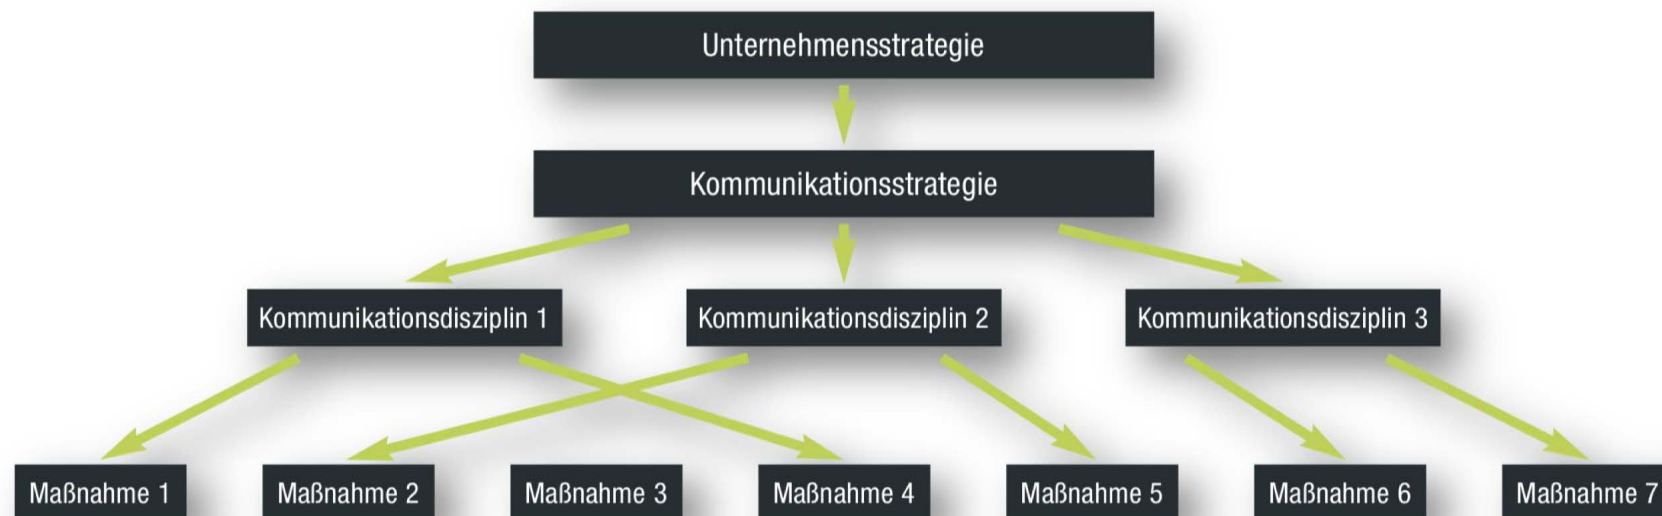 Unternehmensstrategie
Kommunikationsstrategie
Kommunikationsdisziplin 1
Kommunikationsdisziplin 2
Kommunikationsdisziplin 3
Maßnahme 1
Maßnahme 2
Maßnahme 3
Maßnahme 4
Maßnahme 5
Maßnahme 6
Maßnahme 7